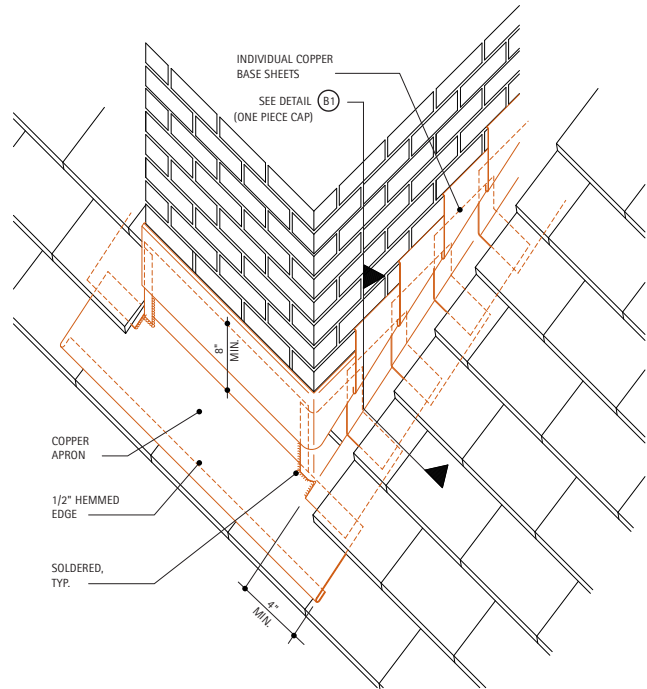 INDIVIDUAL COPPER
BASE SHEETS
SEE DETAIL B1
(ONE PIECE CAP)
8"
MIN.
COPPER
APRON
1/2" HEMMED
EDGE
SOLDERED,
TYP.
4"
MIN.